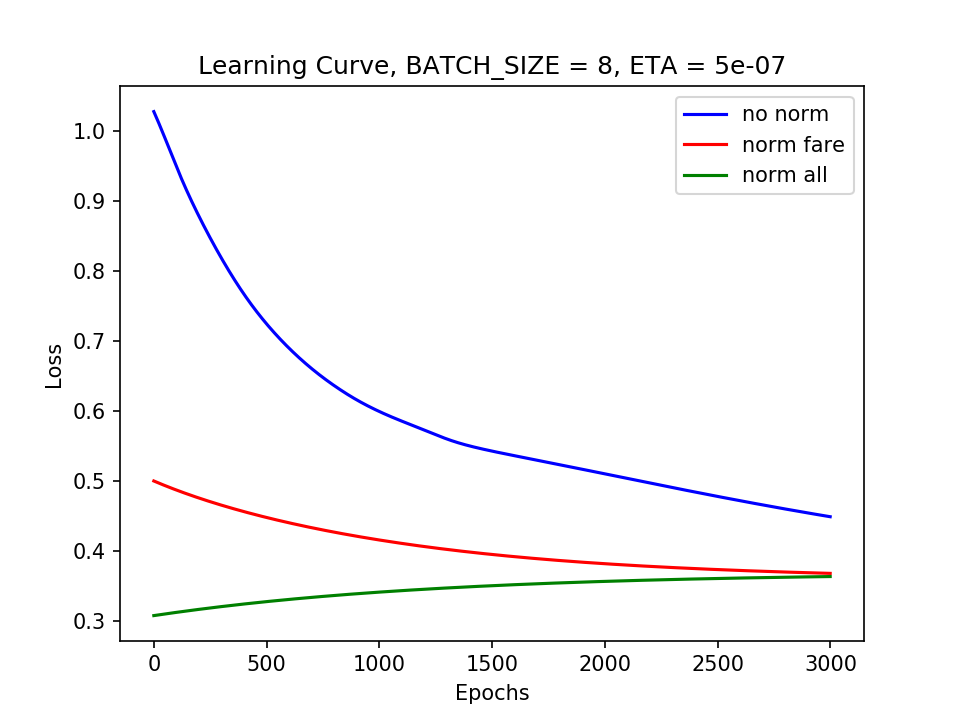 Learning Curve, BATCH_SIZE = 8, ETA = 5e-07
no norm
norm fare
norm all
Loss
1.0
0.9
0.8
0.7
0.6
0.5
0.4
0.3
0 500 1000 1500 2000 2500 3000
Epochs